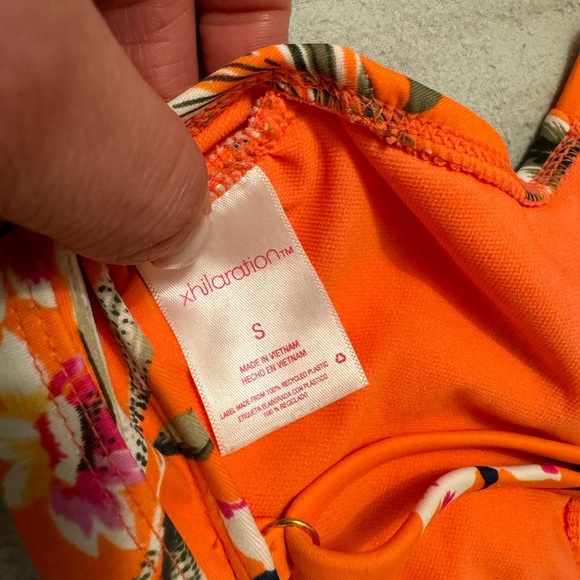 xhilaration™
S
MADE IN VIETNAM
HECHO EN VIETNAM
LABEL MADE FROM 100% RECYCLED PLASTIC
ETIQUETA ELABORADA CON PLÁSTICO
100 % RECICLADO